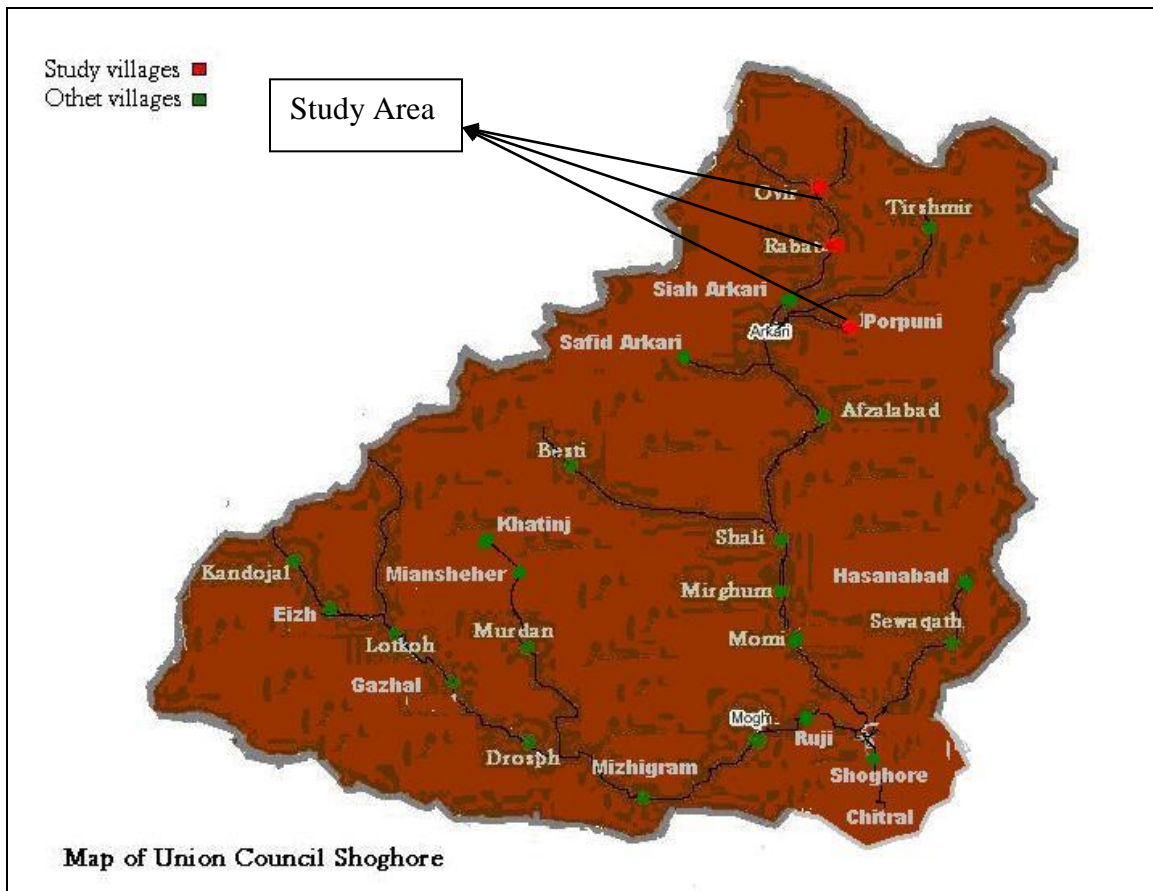 Study villages
Othet villages
Study Area
Ovir
Tirshmir
Rabat
Siah Arkari
Porpuni
Arkari
Safid Arkari
Afzalabad
Besti
Khatinj
Shali
Kandojal
Miansheher
Hasanabad
Mirghum
Eizh
Sewaqath
Murdan
Momi
Lotkoh
Gazhal
Mogh
Ruji
Drosph
Mizhigram
Shoghore
Chitral
Map of Union Council Shoghore